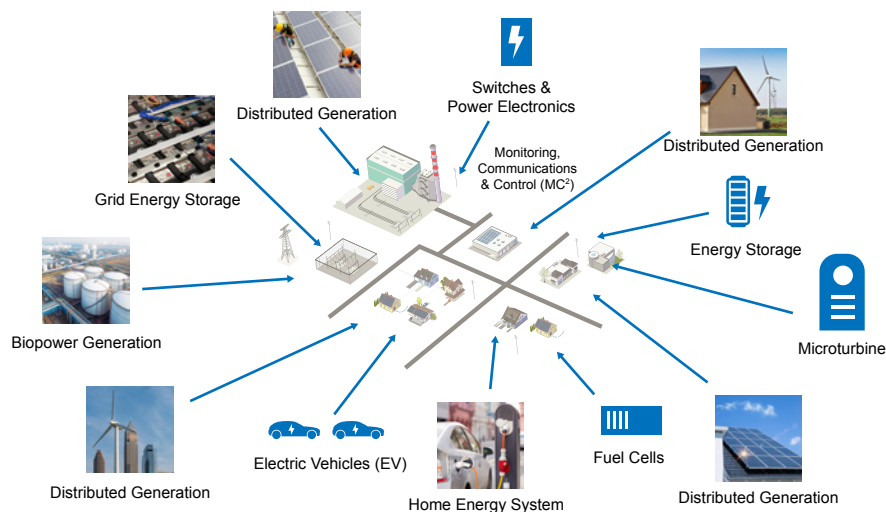 Distributed Generation
Switches &
Power Electronics
Distributed Generation
Monitoring,
Communications
& Control (MC²)
Grid Energy Storage
Energy Storage
Biopower Generation
Microturbine
Distributed Generation
Electric Vehicles (EV)
Home Energy System
Fuel Cells
Distributed Generation